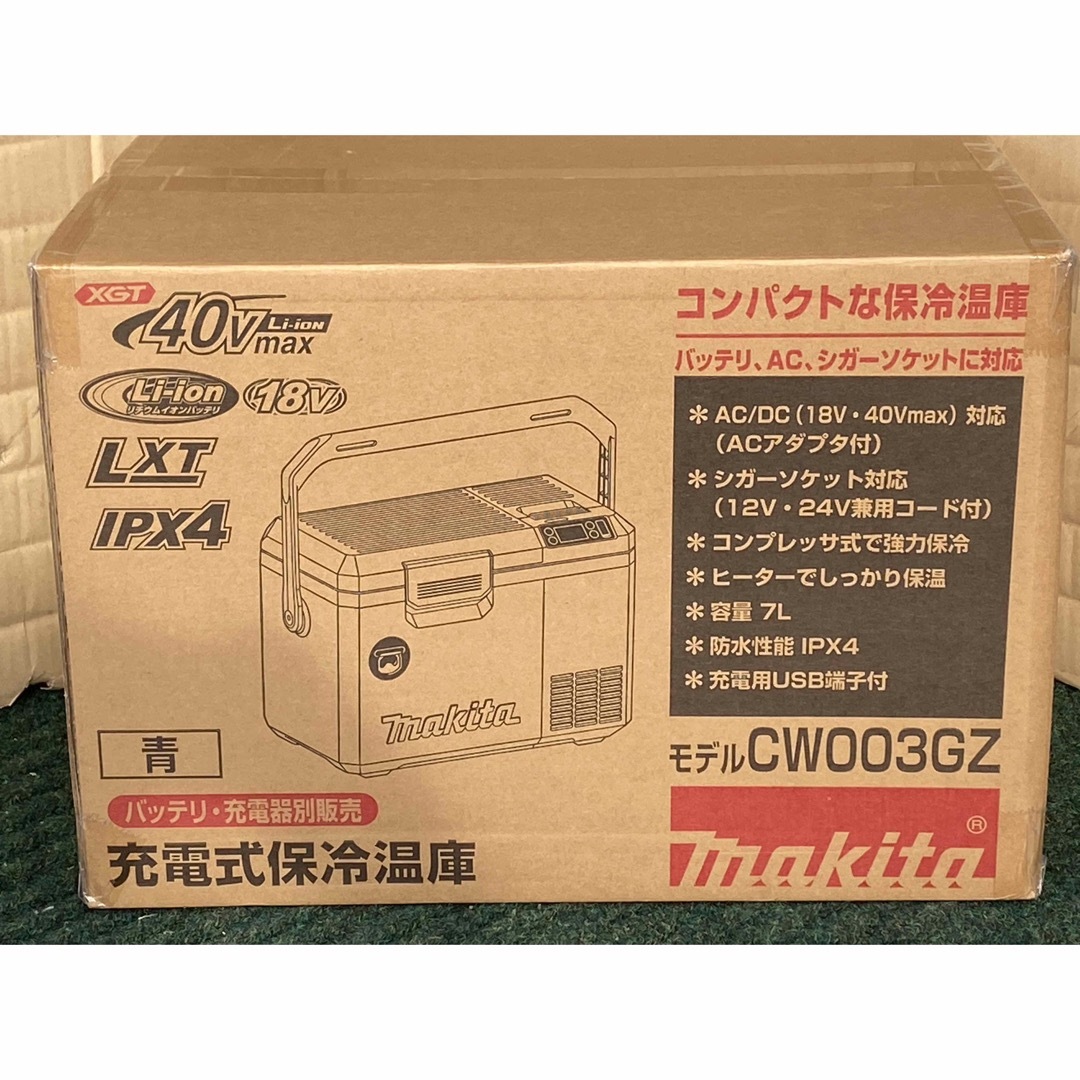 XGT
40Vmax Li-ion
Li-ion 18V
リチウムイオンバッテリ
LXT
IPX4
makita
青
バッテリ・充電器別販売
充電式保冷温庫
コンパクトな保冷温庫
バッテリ、AC、シガーソケットに対応
＊AC/DC（18V・40Vmax）対応
（ACアダプタ付）
＊シガーソケット対応
（12V・24V兼用コード付）
＊コンプレッサ式で強力保冷
＊ヒーターでしっかり保温
＊容量 7L
＊防水性能 IPX4
＊充電用USB端子付
モデルCW003GZ
makita®